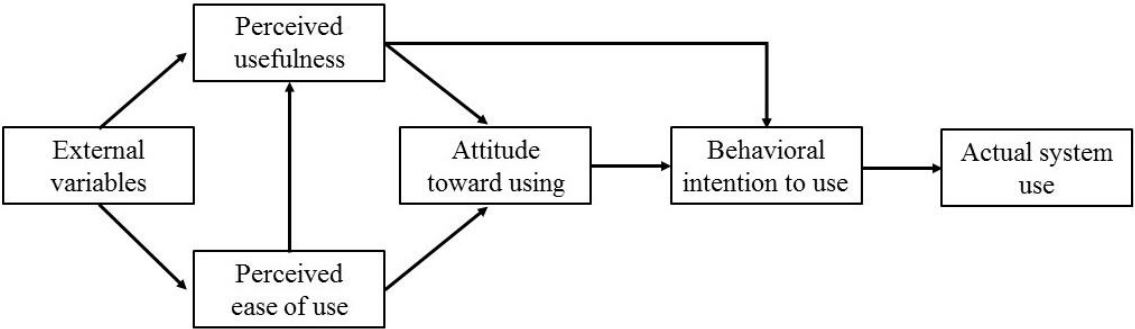 Perceived
usefulness
External
variables
Attitude
toward using
Behavioral
intention to use
Actual system
use
Perceived
ease of use